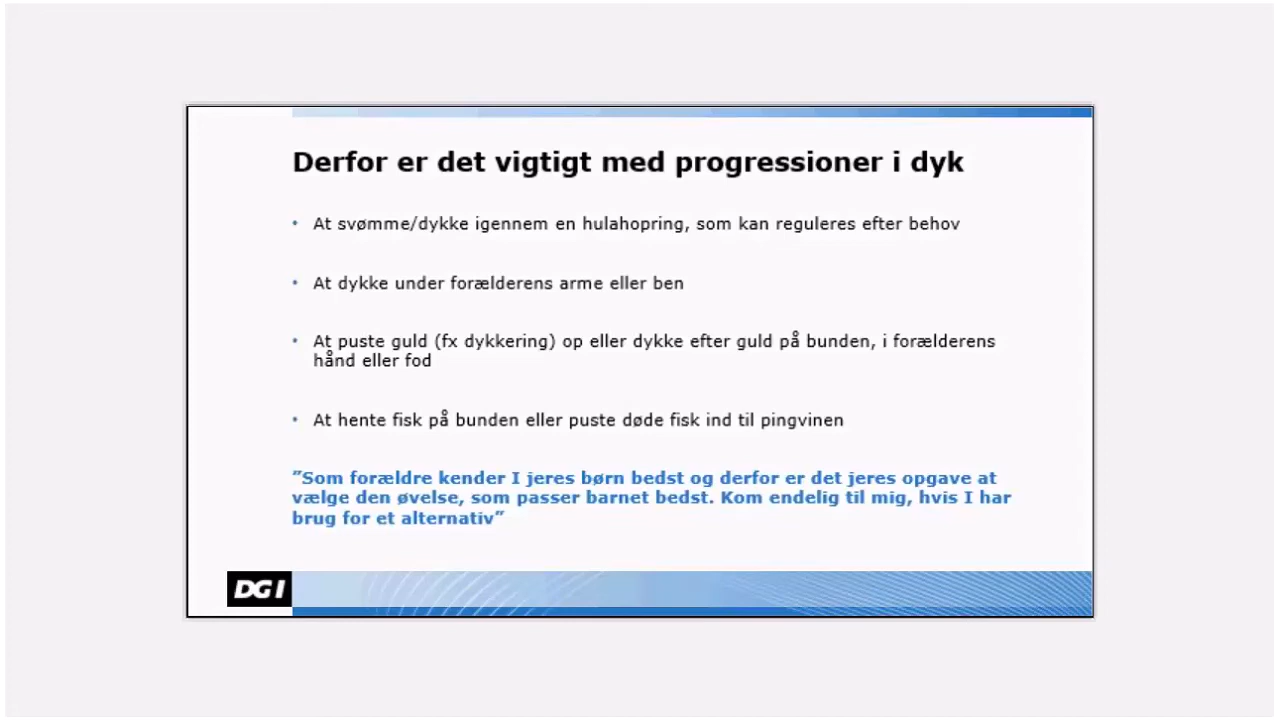 Derfor er det vigtigt med progressioner i dyk
• At svømme/dykke igennem en hulahopring, som kan reguleres efter behov
• At dykke under forælderens arme eller ben
• At puste guld (fx dykkering) op eller dykke efter guld på bunden, i forælderens
hånd eller fod
• At hente fisk på bunden eller puste døde fisk ind til pingvinen
”Som forældre kender I jeres børn bedst og derfor er det jeres opgave at
vælge den øvelse, som passer barnet bedst. Kom endelig til mig, hvis I har
brug for et alternativ”
DGI